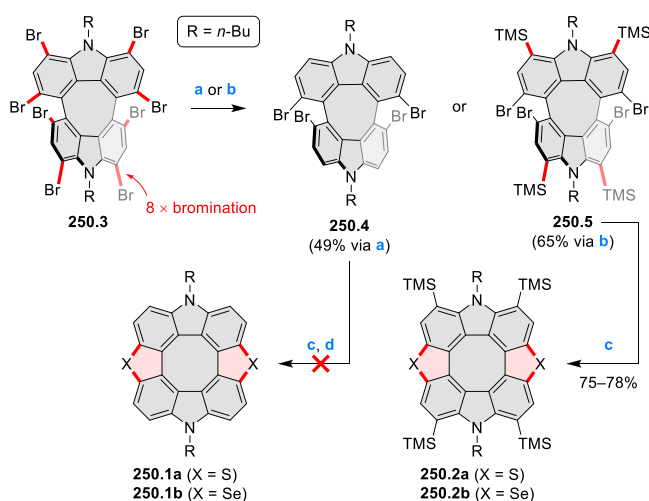 R = n-Bu
R
N
Br
Br
Br
Br
Br
Br
Br
Br
N
R
250.3
8 × bromination
a or b
R
N
Br
Br
Br
Br
N
R
250.4
(49% via a)
or
R
TMS
TMS
N
Br
Br
Br
Br
TMS
TMS
N
R
250.5
(65% via b)
R
N
X
X
N
R
250.1a (X = S)
250.1b (X = Se)
c, d
R
TMS
TMS
N
X
X
TMS
TMS
N
R
250.2a (X = S)
250.2b (X = Se)
c
75–78%